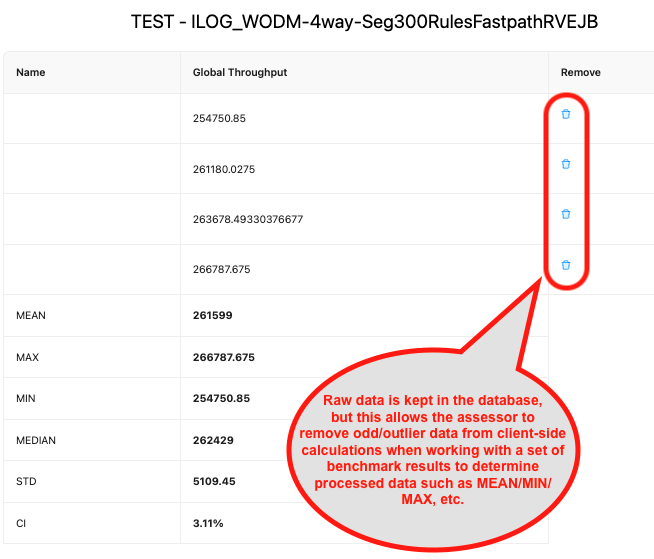 TEST - ILOG_WODM-4way-Seg300RulesFastpathRVEJB
Name Global Throughput Remove
254750.85
261180.0275
263678.49330376677
266787.675
MEAN 261599
MAX 266787.675
MIN 254750.85
MEDIAN 262429
STD 5109.45
CI 3.11%
Raw data is kept in the database,
but this allows the assessor to
remove odd/outlier data from client-side
calculations when working with a set of
benchmark results to determine
processed data such as MEAN/MIN/
MAX, etc.